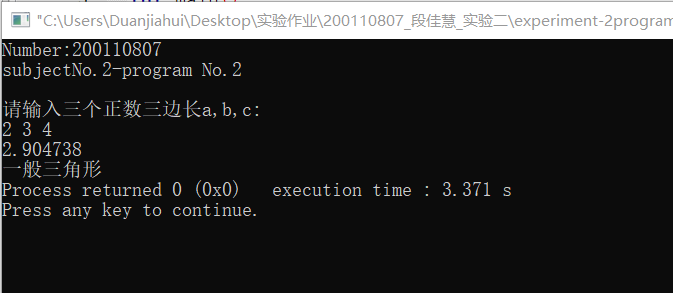 "C:\Users\Duanjiahui\Desktop\实验作业\200110807_段佳慧_实验二\experiment-2program
Number:200110807
subjectNo.2-program No.2
请输入三个正数三边长a,b,c:
2 3 4
2.904738
一般三角形
Process returned 0 (0x0)   execution time : 3.371 s
Press any key to continue.